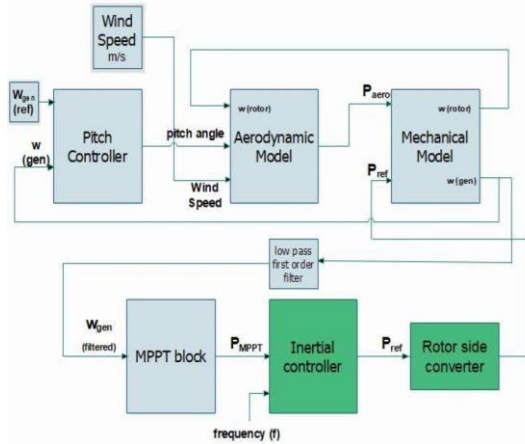 Wind
Speed
m/s
Wgen
(ref)
w
(gen)
Pitch
Controller
pitch angle
Wind
Speed
w (rotor)
Aerodynamic
Model
Paero
Pref
w (rotor)
Mechanical
Model
w (gen)
low pass
first order
filter
Wgen
(filtered)
MPPT block
PMPPT
frequency (f)
Inertial
controller
Pref
Rotor side
converter